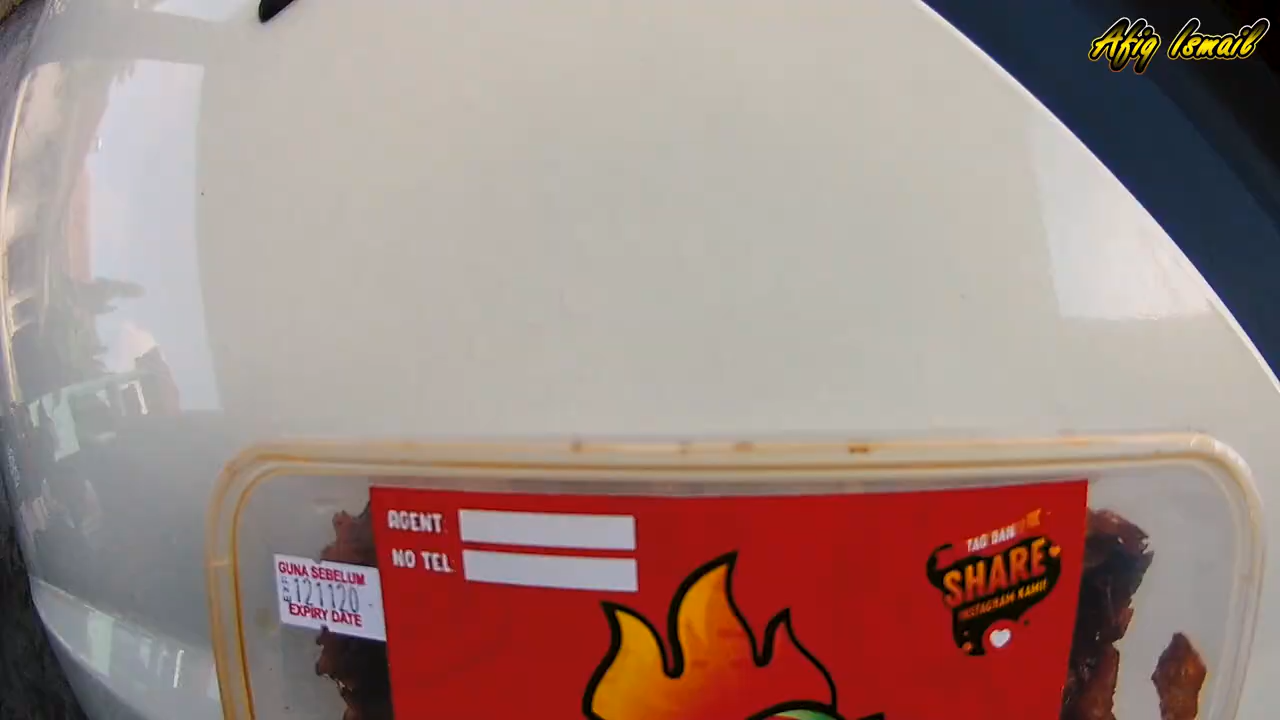 Afiq Ismail
AGENT
NO TEL
GUNA SEBELUM
121120
EXPIRY DATE
TAG DAN
SHARE
INSTAGRAM KAMI!